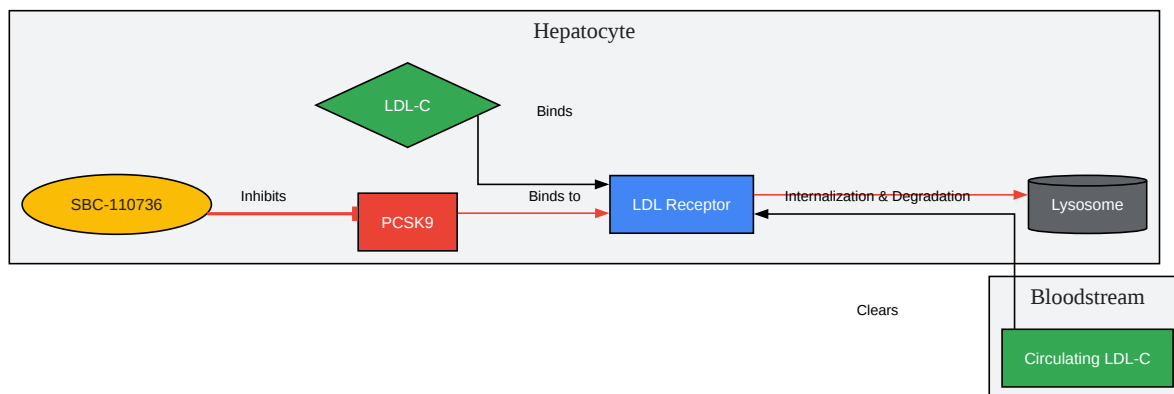 Hepatocyte
LDL-C
Binds
SBC-110736
Inhibits
PCSK9
Binds to
LDL Receptor
Internalization & Degradation
Lysosome
Bloodstream
Clears
Circulating LDL-C